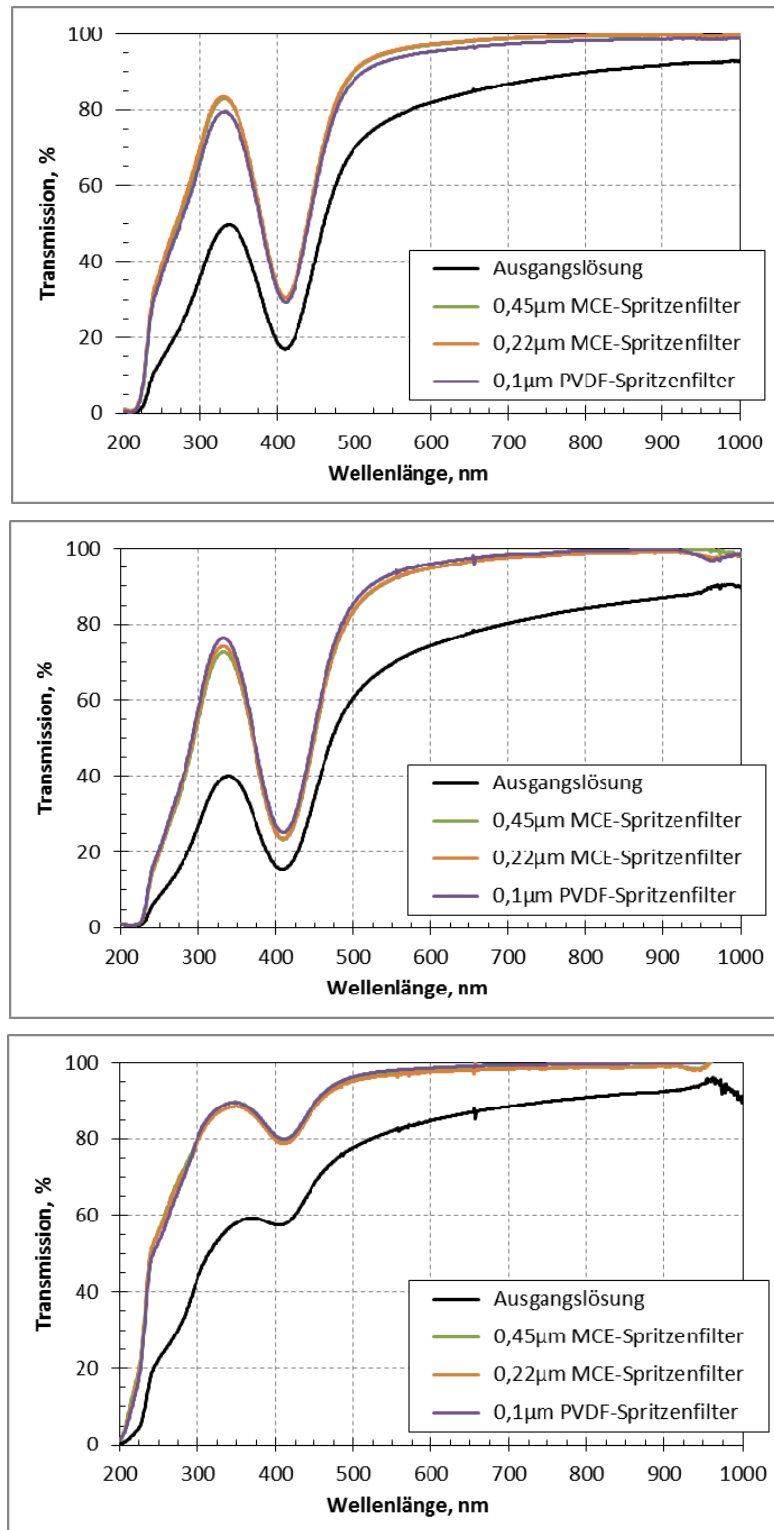 100
80
60
40
20
0
Transmission, %
Ausgangslösung
0,45µm MCE-Spritzenfilter
0,22µm MCE-Spritzenfilter
0,1µm PVDF-Spritzenfilter
200 300 400 500 600 700 800 900 1000
Wellenlänge, nm
100
80
60
40
20
0
Transmission, %
Ausgangslösung
0,45µm MCE-Spritzenfilter
0,22µm MCE-Spritzenfilter
0,1µm PVDF-Spritzenfilter
200 300 400 500 600 700 800 900 1000
Wellenlänge, nm
100
80
60
40
20
0
Transmission, %
Ausgangslösung
0,45µm MCE-Spritzenfilter
0,22µm MCE-Spritzenfilter
0,1µm PVDF-Spritzenfilter
200 300 400 500 600 700 800 900 1000
Wellenlänge, nm